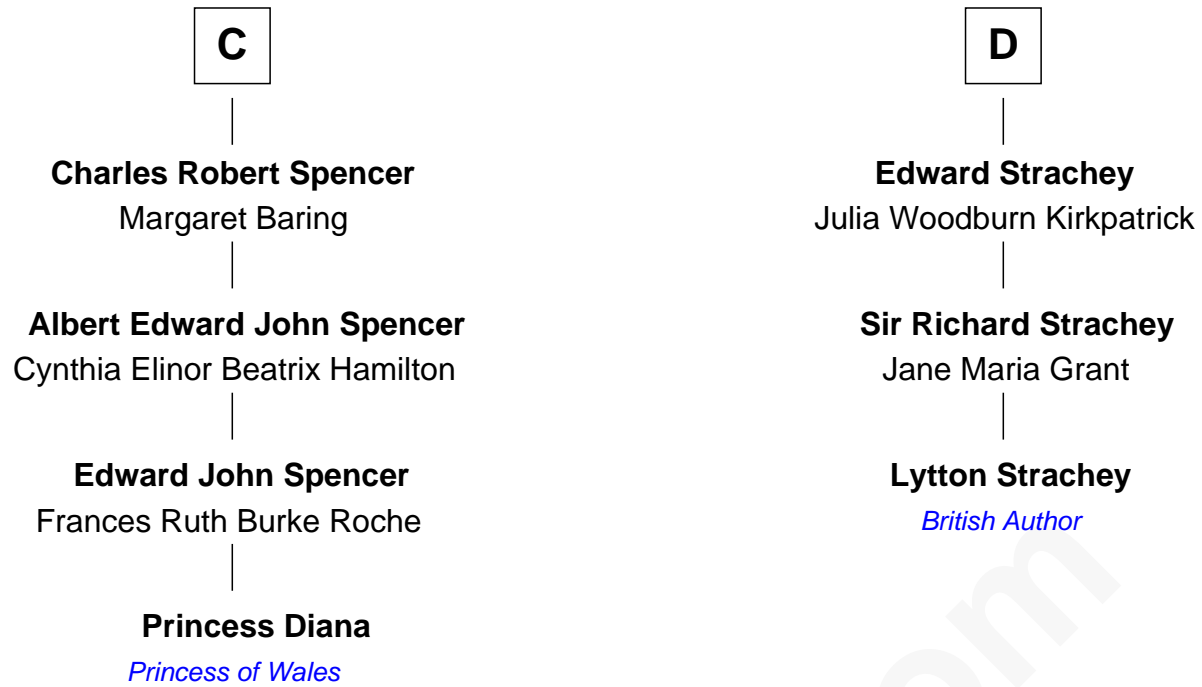 C
Charles Robert Spencer
Margaret Baring
Albert Edward John Spencer
Cynthia Elinor Beatrix Hamilton
Edward John Spencer
Frances Ruth Burke Roche
Princess Diana
Princess of Wales
D
Edward Strachey
Julia Woodburn Kirkpatrick
Sir Richard Strachey
Jane Maria Grant
Lytton Strachey
British Author
om